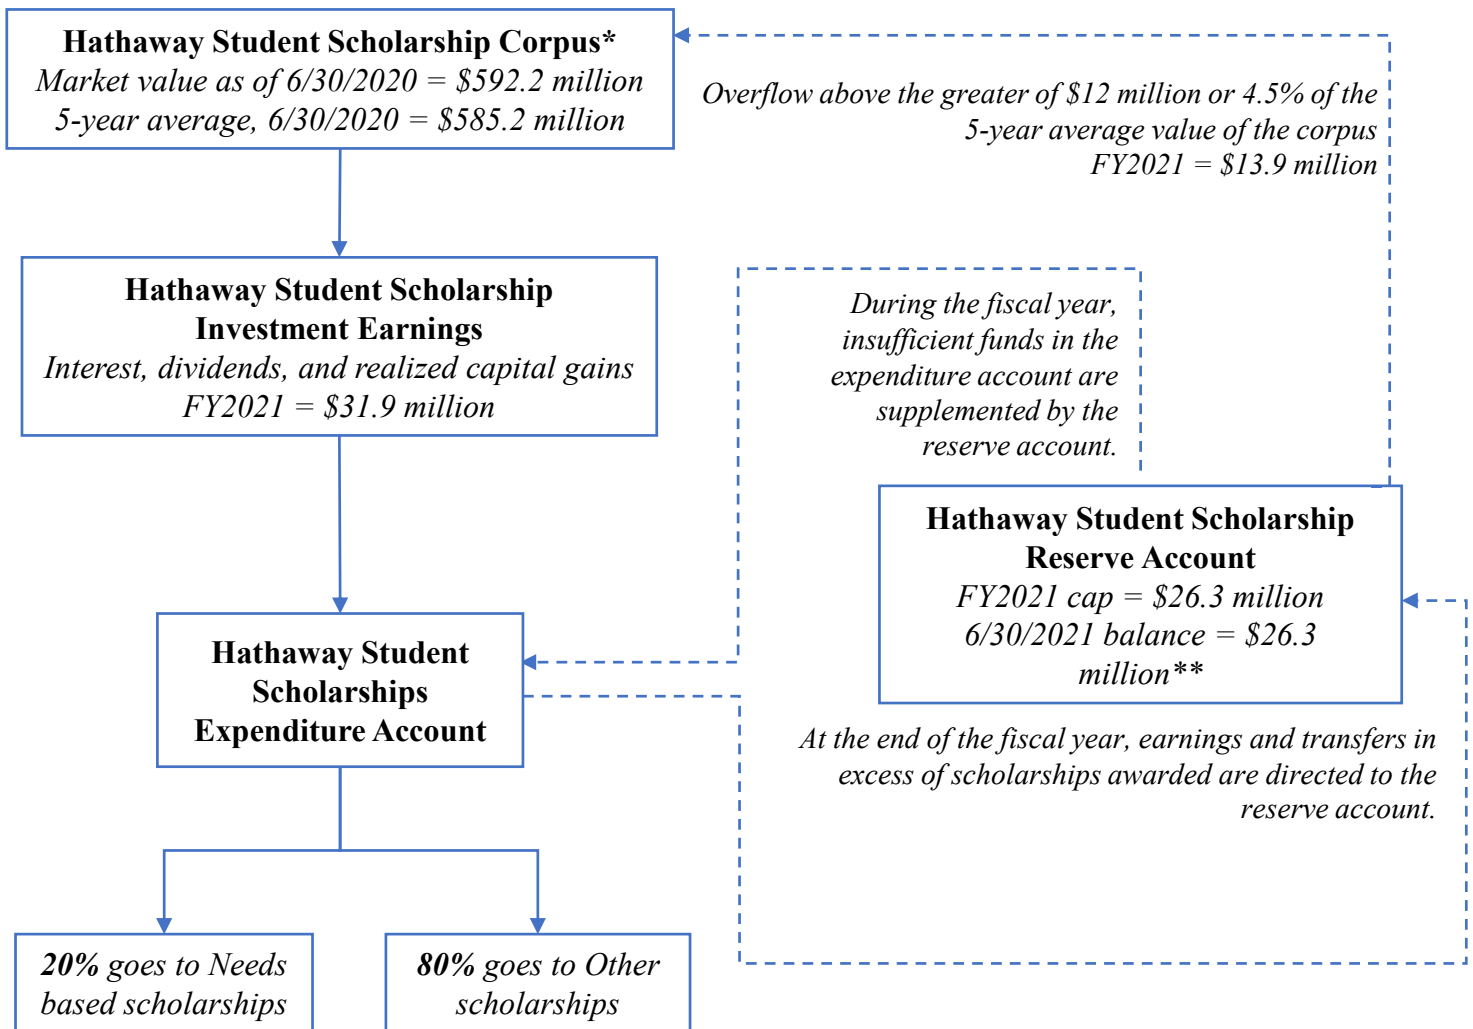 Hathaway Student Scholarship Corpus*
Market value as of 6/30/2020 = $592.2 million
5-year average, 6/30/2020 = $585.2 million
Overflow above the greater of $12 million or 4.5% of the
5-year average value of the corpus
FY2021 = $13.9 million
Hathaway Student Scholarship
Investment Earnings
Interest, dividends, and realized capital gains
FY2021 = $31.9 million
During the fiscal year,
insufficient funds in the
expenditure account are
supplemented by the
reserve account.
Hathaway Student Scholarship
Reserve Account
FY2021 cap = $26.3 million
6/30/2021 balance = $26.3
million**
Hathaway Student
Scholarships
Expenditure Account
At the end of the fiscal year, earnings and transfers in
excess of scholarships awarded are directed to the
reserve account.
20% goes to Needs
based scholarships
80% goes to Other
scholarships